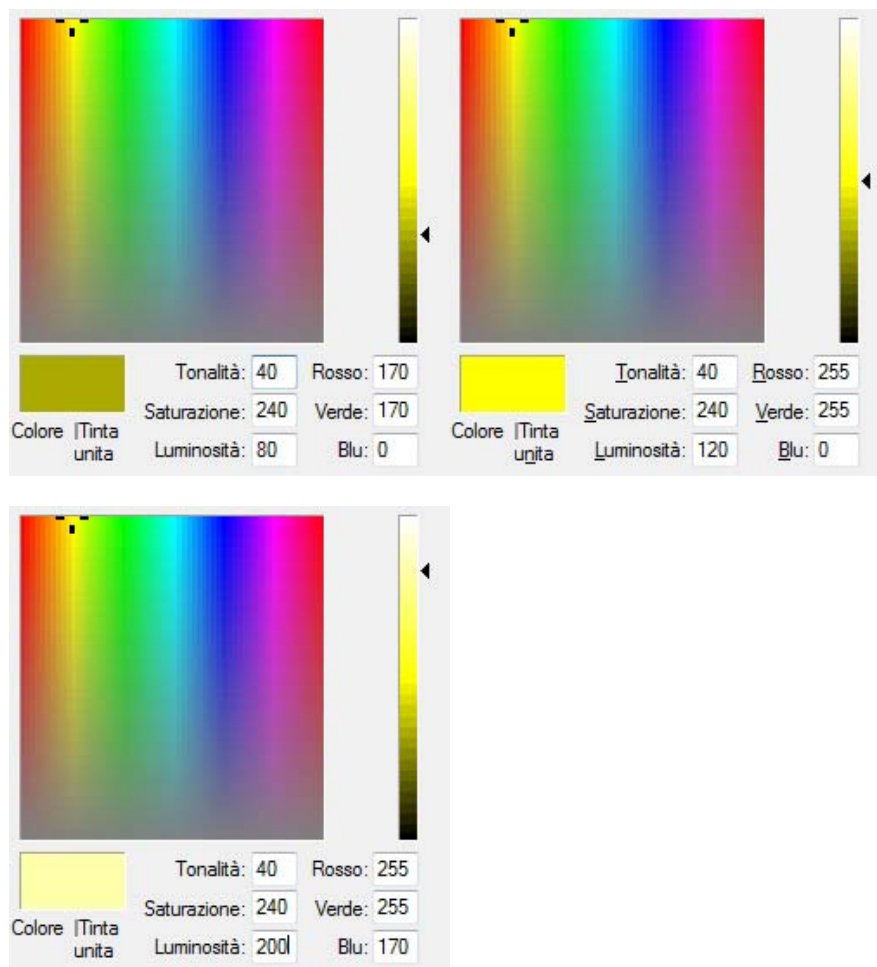 Tonalità: 40 Rosso: 170
Saturazione: 240 Verde: 170
Colore |Tinta unita
Luminosità: 80 Blu: 0
Tonalità: 40 Rosso: 255
Saturazione: 240 Verde: 255
Colore |Tinta unita
Luminosità: 120 Blu: 0
Tonalità: 40 Rosso: 255
Saturazione: 240 Verde: 255
Colore |Tinta unita
Luminosità: 200 Blu: 170